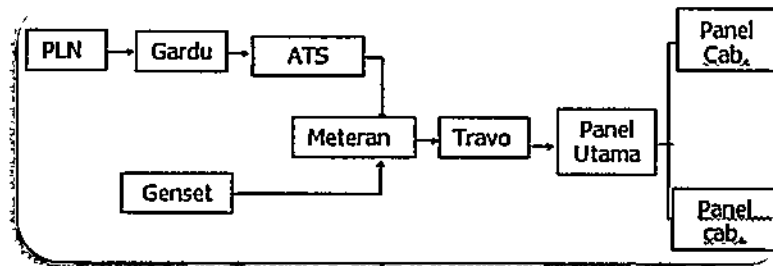 PLN
Gardu
ATS
Panel
Cab.
Meteran
Travo
Panel
Utama
Genset
Panel
cab.